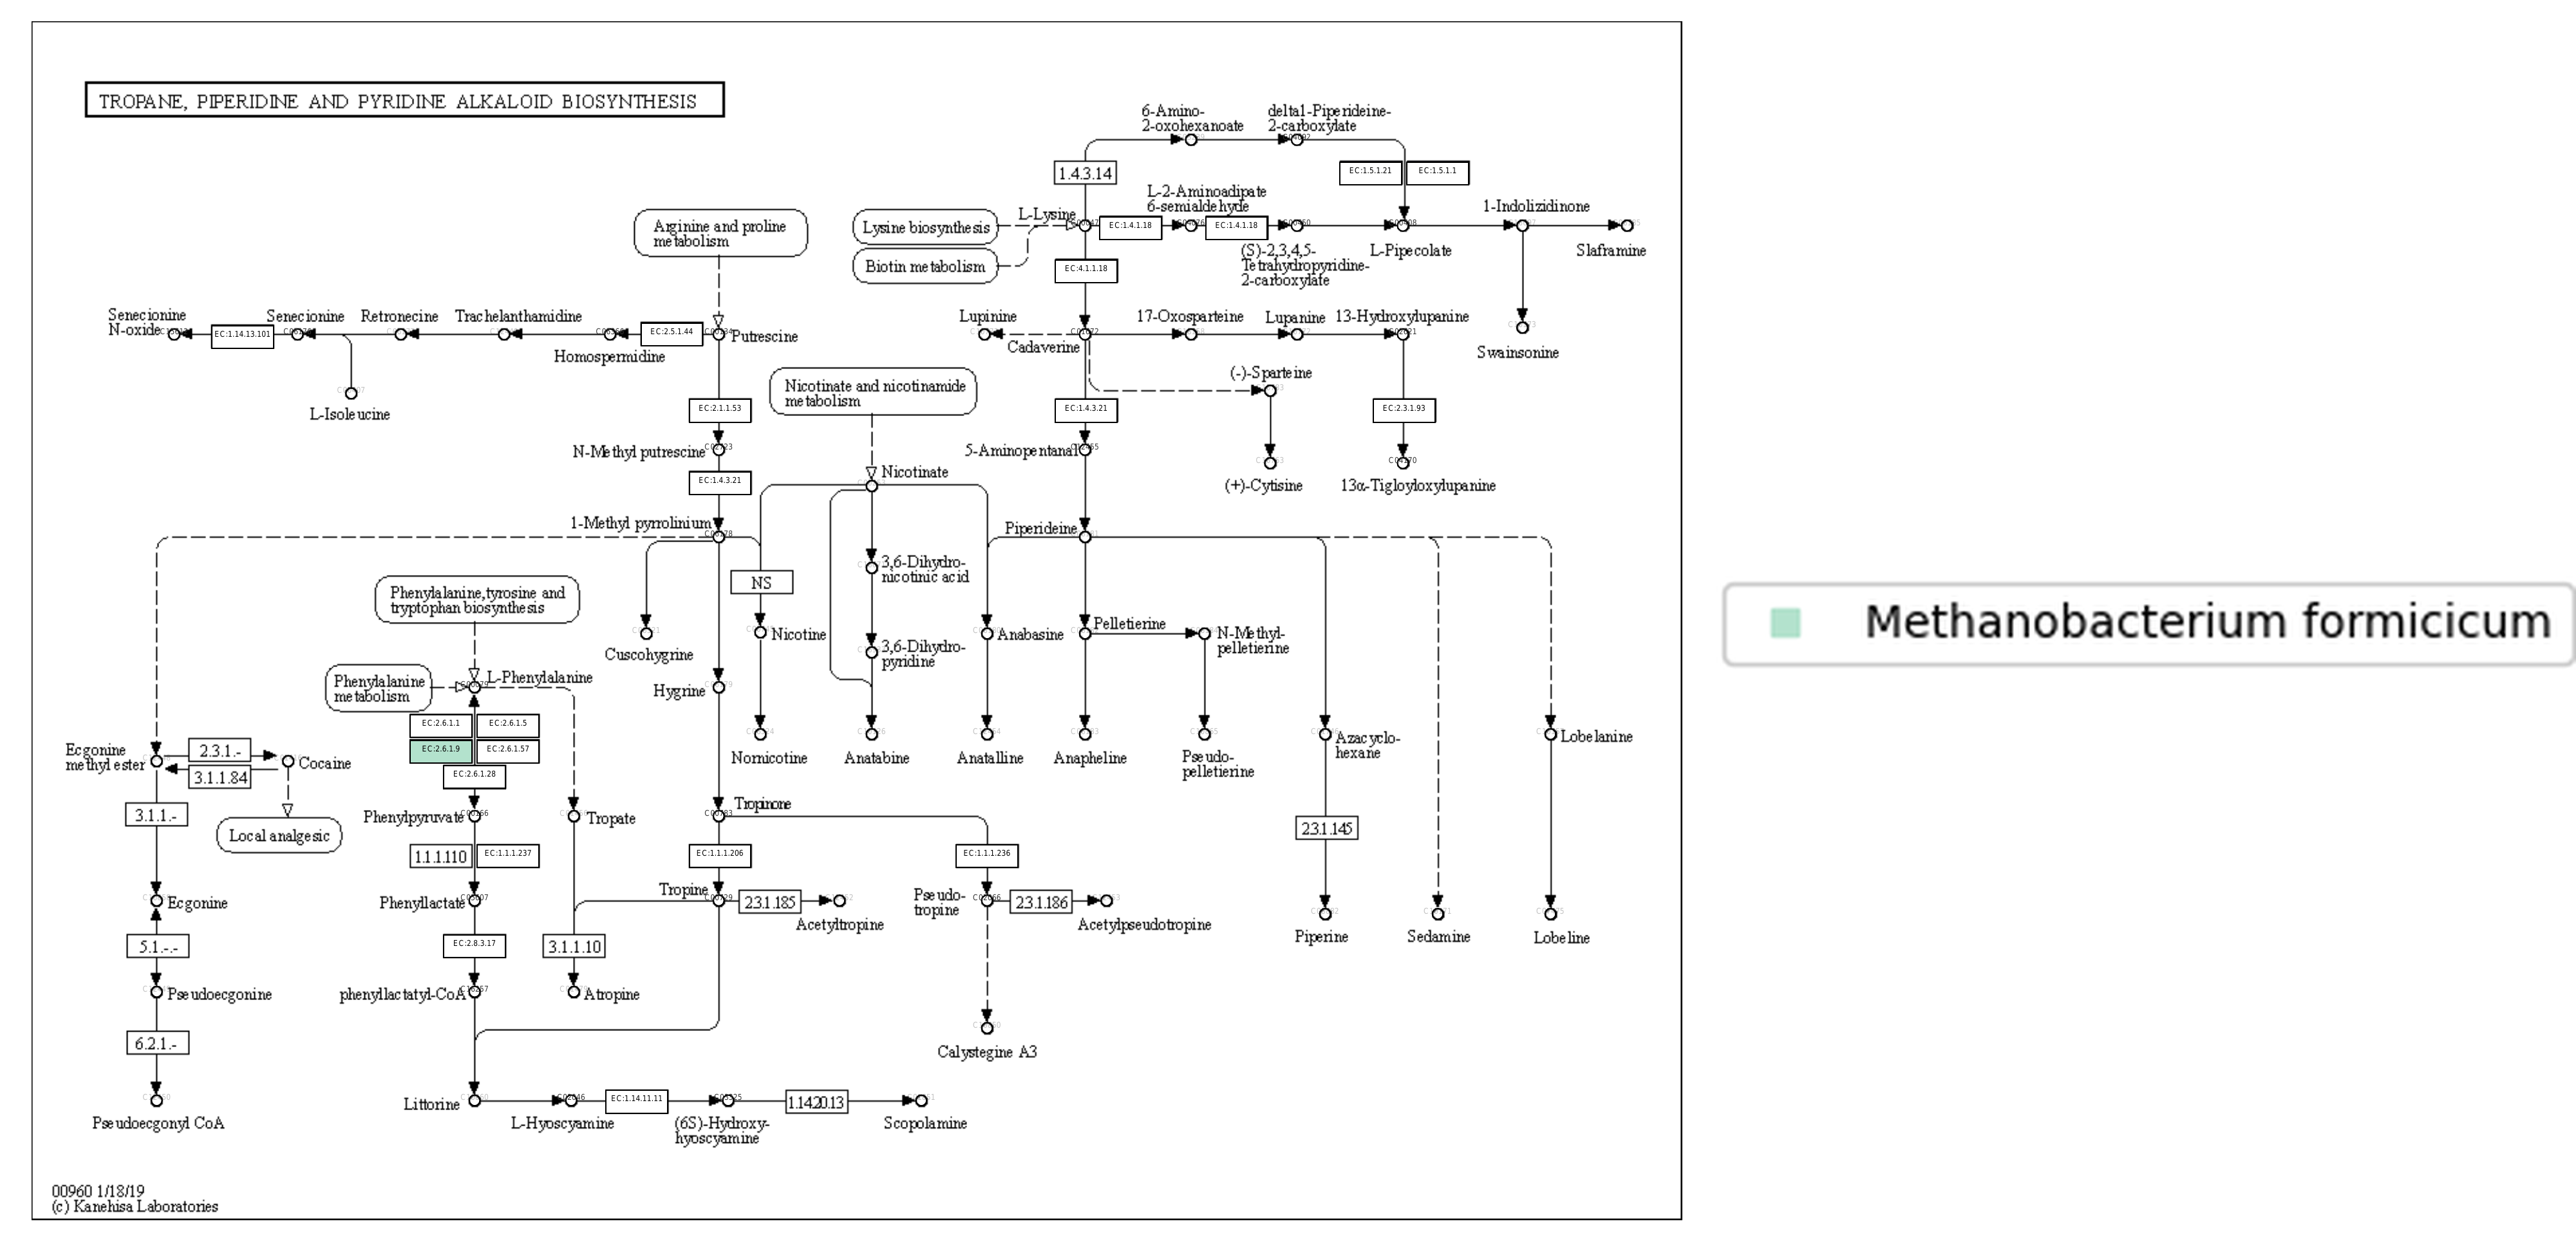 TROPANE, PIPERIDINE AND PYRIDINE ALKALOID BIOSYNTHESIS
6-Amino-
2-oxohexanoate
delta1-Piperideine-
2-carboxylate
1.4.3.14
EC:1.5.1.21
EC:1.5.1.1
L-2-Aminoadipate
6-semialdehyde
1-Indolizidinone
Arginine and proline
metabolism
Lysine biosynthesis
L-Lysine
EC:1.4.1.18
EC:1.4.1.18
Biotin metabolism
(S)-2,3,4,5-
Tetrahydropyridine-
2-carboxylate
L-Pipecolate
Slaframine
EC:4.1.1.18
Senecionine
N-oxide
EC:1.14.13.101
Senecionine
Retronecine
Trachelanthamidine
Homospermidine
EC:2.5.1.44
Putrescine
L-Isoleucine
Lupinine
Cadaverine
17-Oxosparteine
Lupanine
13-Hydroxylupanine
Swainsonine
Nicotinate and nicotinamide
metabolism
(-)-Sparteine
EC:2.1.1.53
EC:1.4.3.21
EC:2.3.1.93
N-Methyl putrescine
5-Aminopentanal
Nicotinate
EC:1.4.3.21
(+)-Cytisine
13α-Tigloyloxylupanine
1-Methyl pyrrolinium
Piperideine
NS
3,6-Dihydro-
nicotinic acid
Phenylalanine,tyrosine and
tryptophan biosynthesis
Cuscohygrine
Nicotine
3,6-Dihydro-
pyridine
Anabasine
Pelletierine
N-Methyl-
pelletierine
Methanobacterium formicicum
Phenylalanine
metabolism
L-Phenylalanine
Hygrine
EC:2.6.1.1
EC:2.6.1.5
EC:2.6.1.9
EC:2.6.1.57
EC:2.6.1.28
Ecgonine
methyl ester
2.3.1.-
3.1.1.84
Cocaine
Nornicotine
Anatabine
Anatalline
Anapheline
Pseudo-
pelletierine
Azacyclo-
hexane
Lobelanine
3.1.1.-
Local analgesic
Phenylpyruvate
Tropate
Tropinone
2.3.1.145
1.1.1.110
EC:1.1.1.237
EC:1.1.1.206
EC:1.1.1.236
Ecgonine
Phenyllactate
Tropine
2.3.1.185
Acetyltropine
Pseudo-
tropine
2.3.1.186
Acetylpseudotropine
Piperine
Sedamine
Lobeline
5.1.-.-
EC:2.8.3.17
3.1.1.10
Pseudoecgonine
phenyllactatyl-CoA
Atropine
6.2.1.-
Calystegine A3
Pseudoecgonyl CoA
Littorine
L-Hyoscyamine
EC:1.14.11.11
(6S)-Hydroxy-
hyoscyamine
1.14.20.13
Scopolamine
00960 1/18/19
(c) Kanehisa Laboratories